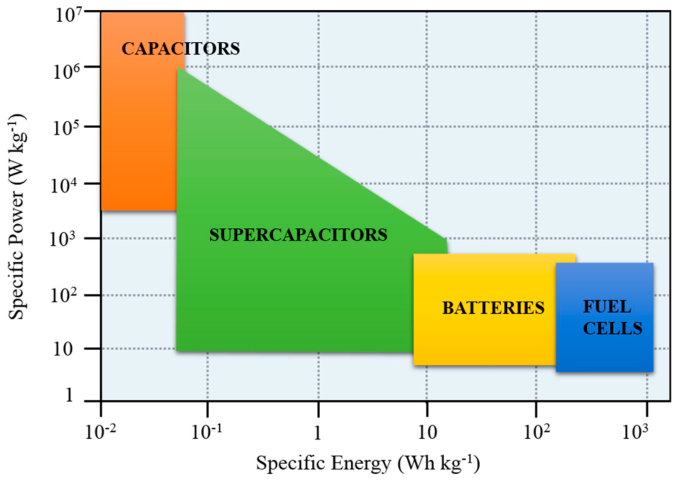 10⁷
CAPACITORS
10⁶
10⁵
10⁴
10³
SUPERCAPACITORS
10²
BATTERIES
FUEL
CELLS
10
1
Specific Power (W kg⁻¹)
10⁻²
10⁻¹
1
10
10²
10³
Specific Energy (Wh kg⁻¹)